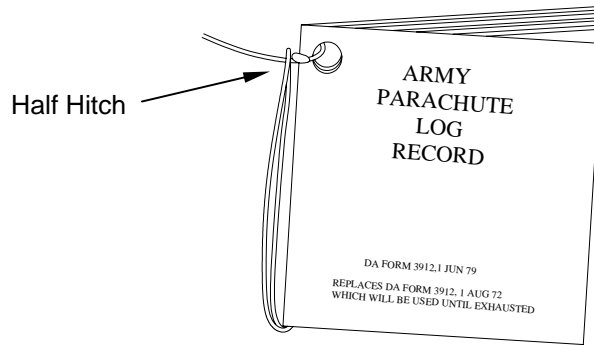 Half Hitch
ARMY
PARACHUTE
LOG
RECORD
DA FORM 3912,1 JUN 79
REPLACES DA FORM 3912, 1 AUG 72
WHICH WILL BE USED UNTIL EXHAUSTED